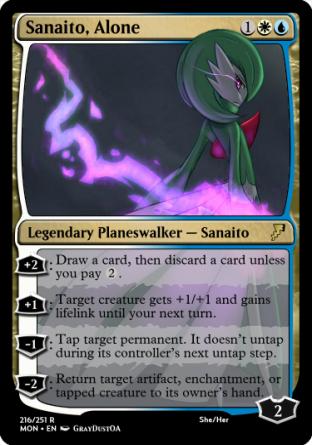 Sanaito, Alone 1
Legendary Planeswalker — Sanaito
+2: Draw a card, then discard a card unless
you pay 2.
+1: Target creature gets +1/+1 and gains
lifelink until your next turn.
-1: Tap target permanent. It doesn't untap
during its controller's next untap step.
-2: Return target artifact, enchantment, or
tapped creature to its owner's hand.
2
216/251 R She/Her
MON • EN GrayDustOA